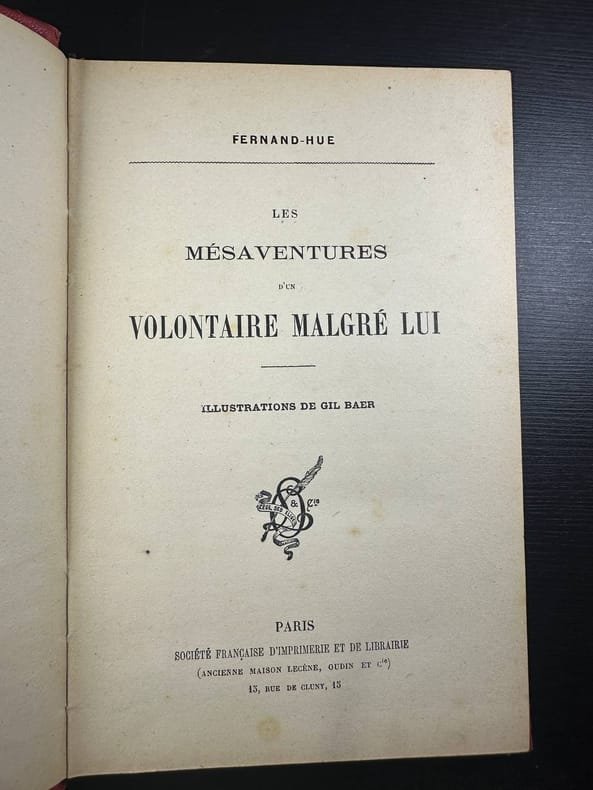 FERNAND-HUE
LES
MÉSAVENTURES
D'UN
VOLONTAIRE MALGRÉ LUI
ILLUSTRATIONS DE GIL BAER
& Cie
PARIS
SOCIÉTÉ FRANÇAISE D'IMPRIMERIE ET DE LIBRAIRIE
(ANCIENNE MAISON LECÈNE, OUDIN ET Cie)
15, RUE DE CLUNY, 15